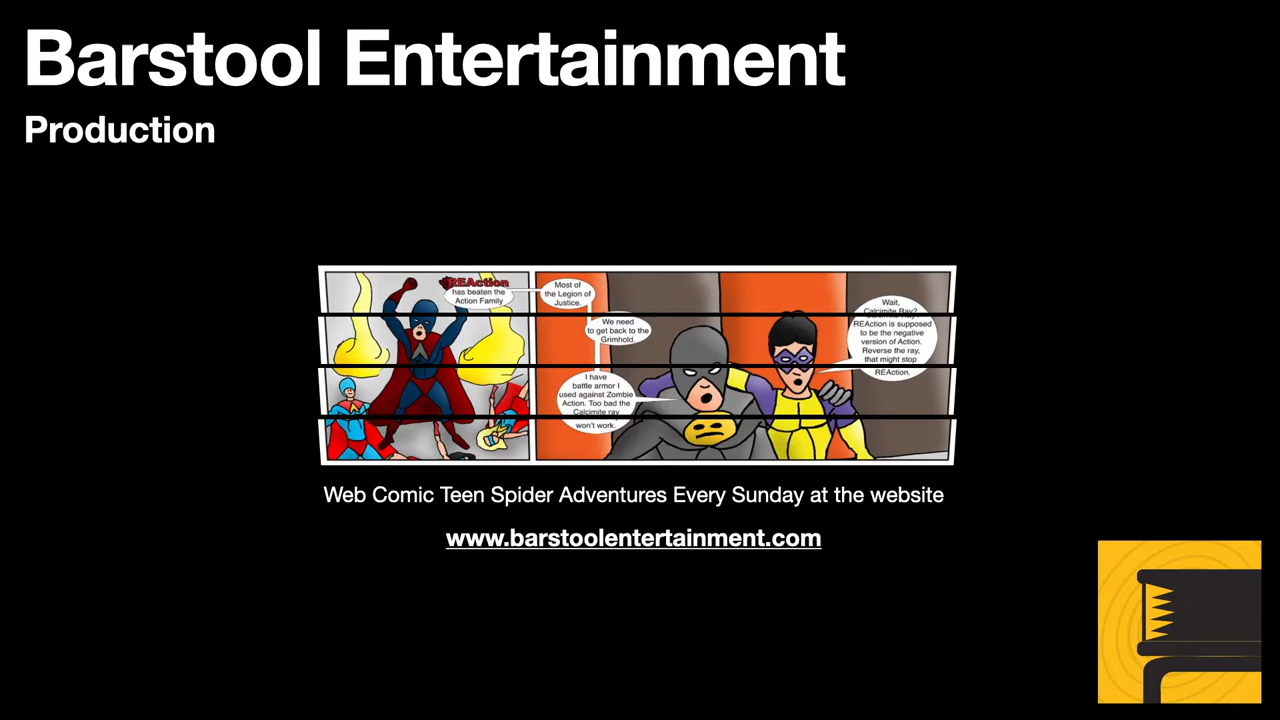 Barstool Entertainment
Production
REAction
has beaten the
Action Family
Most of
the Legion of
Justice.
We need
to get back to the
Grimhold.
I have
battle armor I
used against Zombie
Action. Too bad the
Calcimite ray
won't work.
Wait,
Calcimite Ray?
REAction is supposed
to be the negative
version of Action.
Reverse the ray,
that might stop
REAction.
Web Comic Teen Spider Adventures Every Sunday at the website
www.barstoolentertainment.com